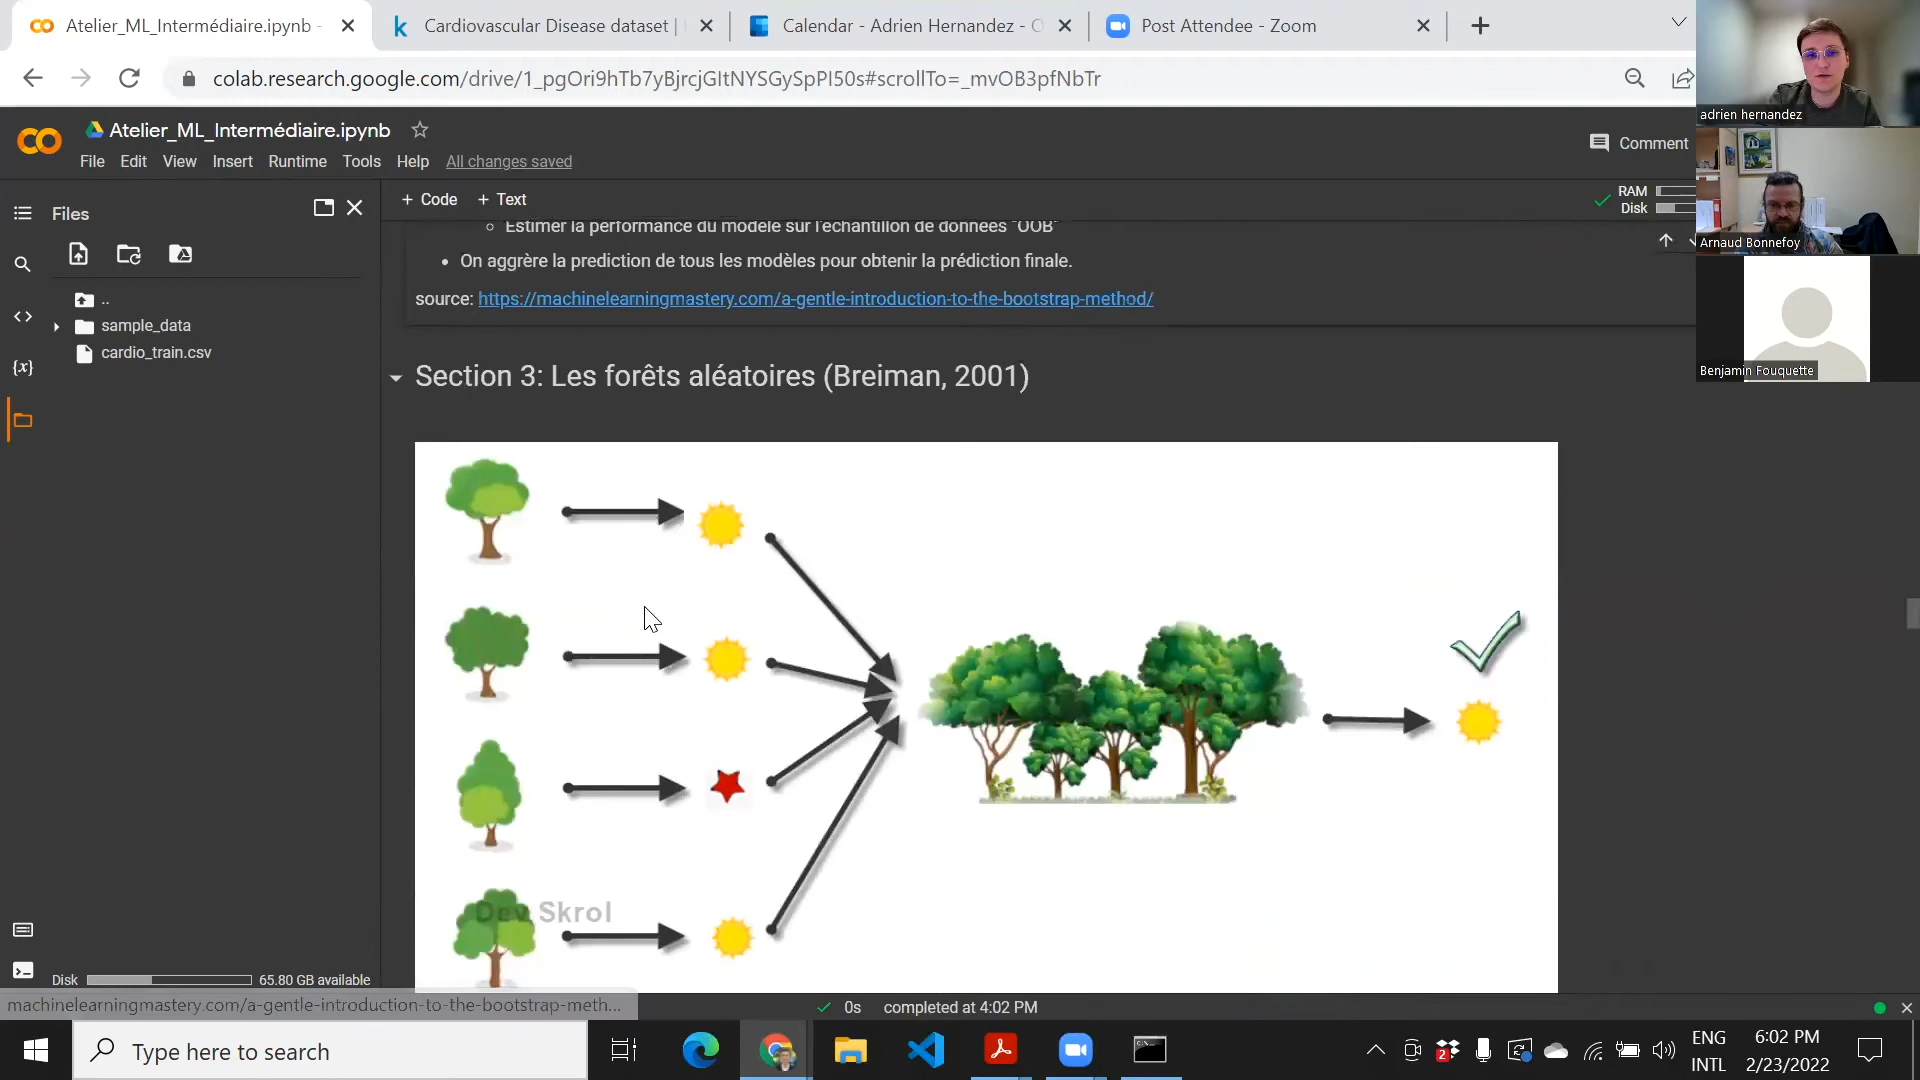 Atelier_ML_Intermédiaire.ipynb -
Cardiovascular Disease dataset |
Calendar - Adrien Hernandez - O
Post Attendee - Zoom
colab.research.google.com/drive/1_pgOri9hTb7yBjrcjGItNYSGySpPI50s#scrollTo=_mvOB3pfNbTr
adrien hernandez
Atelier_ML_Intermédiaire.ipynb
File Edit View Insert Runtime Tools Help All changes saved
Comment
Files
+ Code + Text
RAM
Disk
Arnaud Bonnefoy
Estimer la performance du modèle sur l'échantillon de données "OOB"
On aggrère la prediction de tous les modèles pour obtenir la prédiction finale.
source: https://machinelearningmastery.com/a-gentle-introduction-to-the-bootstrap-method/
..
sample_data
cardio_train.csv
Benjamin Fouquette
Section 3: Les forêts aléatoires (Breiman, 2001)
Dev Skrol
Disk 65.80 GB available
machinelearningmastery.com/a-gentle-introduction-to-the-bootstrap-meth...
0s completed at 4:02 PM
Type here to search
2
ENG
INTL
6:02 PM
2/23/2022